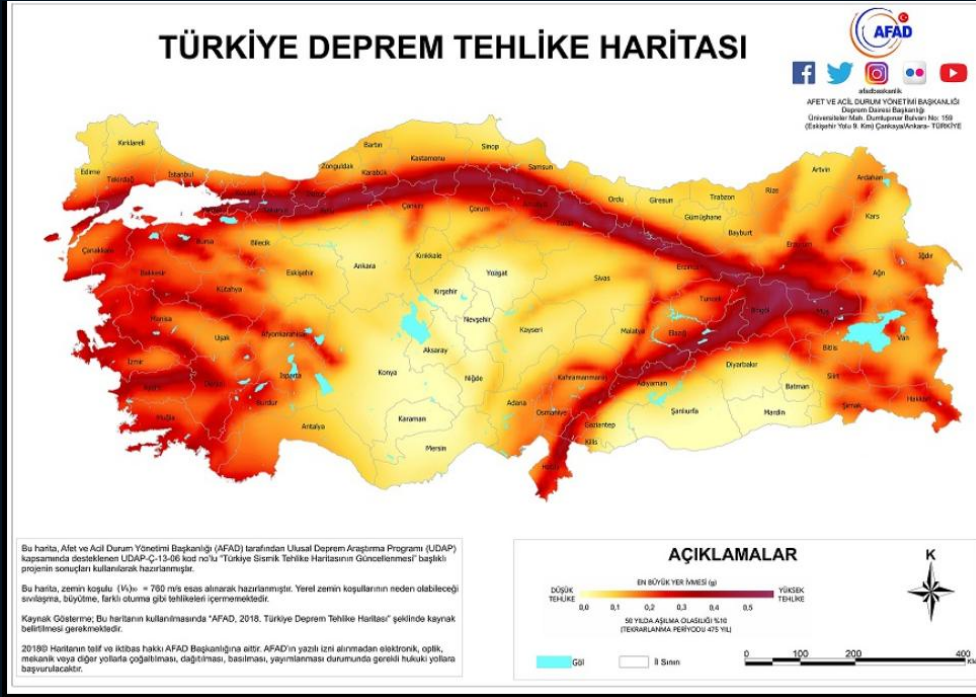 TÜRKİYE DEPREM TEHLİKE HARİTASI
AFAD
afadbaskanlik
AFET VE ACİL DURUM YÖNETİMİ BAŞKANLIĞI
Deprem Dairesi Başkanlığı
Üniversiteler Mah. Dumlupınar Bulvarı No: 159
(Eskişehir Yolu 9. Km) Çankaya/Ankara- TÜRKİYE
Kırklareli
Edirne
Tekirdağ
İstanbul
Zonguldak
Bartın
Karabük
Kastamonu
Sinop
Samsun
Ordu
Giresun
Trabzon
Rize
Artvin
Ardahan
Kars
Gümüşhane
Bayburt
Erzurum
Iğdır
Ağrı
Çanakkale
Bursa
Bilecik
Balıkesir
Kütahya
Eskişehir
Ankara
Çankırı
Çorum
Kırıkkale
Yozgat
Kırşehir
Nevşehir
Sivas
Tunceli
Bingöl
Muş
Manisa
Uşak
Afyonkarahisar
İzmir
Isparta
Burdur
Muğla
Antalya
Konya
Aksaray
Niğde
Kayseri
Malatya
Elazığ
Bitlis
Van
Diyarbakır
Batman
Siirt
Hakkari
Şırnak
Karaman
Mersin
Adana
Kahramanmaraş
Osmaniye
Adıyaman
Gaziantep
Şanlıurfa
Mardin
Kilis
Hatay
Bu harita, Afet ve Acil Durum Yönetimi Başkanlığı (AFAD) tarafından Ulusal Deprem Araştırma Programı (UDAP)
kapsamında desteklenen UDAP-Ç-13-06 kod no'lu "Türkiye Sismik Tehlike Haritasının Güncellenmesi" başlıklı
projenin sonuçları kullanılarak hazırlanmıştır.
Bu harita, zemin koşulu (Vs)30 = 760 m/s esas alınarak hazırlanmıştır. Yerel zemin koşullarının neden olabileceği
sıvılaşma, büyütme, farklı oturma gibi tehlikeleri içermemektedir.
Kaynak Gösterme; Bu haritanın kullanılmasında "AFAD, 2018. Türkiye Deprem Tehlike Haritası" şeklinde kaynak
belirtilmesi gerekmektedir.
2018© Haritanın telif ve iktibas hakkı AFAD Başkanlığına aittir. AFAD'ın yazılı izni alınmadan elektronik, optik,
mekanik veya diğer yollarla çoğaltılması, dağıtılması, basılması, yayımlanması durumunda gerekli hukuki yollara
başvurulacaktır.
AÇIKLAMALAR
EN BÜYÜK YER İVMESİ (g)
DÜŞÜK TEHLİKE
YÜKSEK TEHLİKE
0,0 0,1 0,2 0,3 0,4 0,5
50 YILDA AŞILMA OLASILIĞI %10
(TEKRARLANMA PERİYODU 475 YIL)
Göl
İl Sınırı
K
0 100 200 400